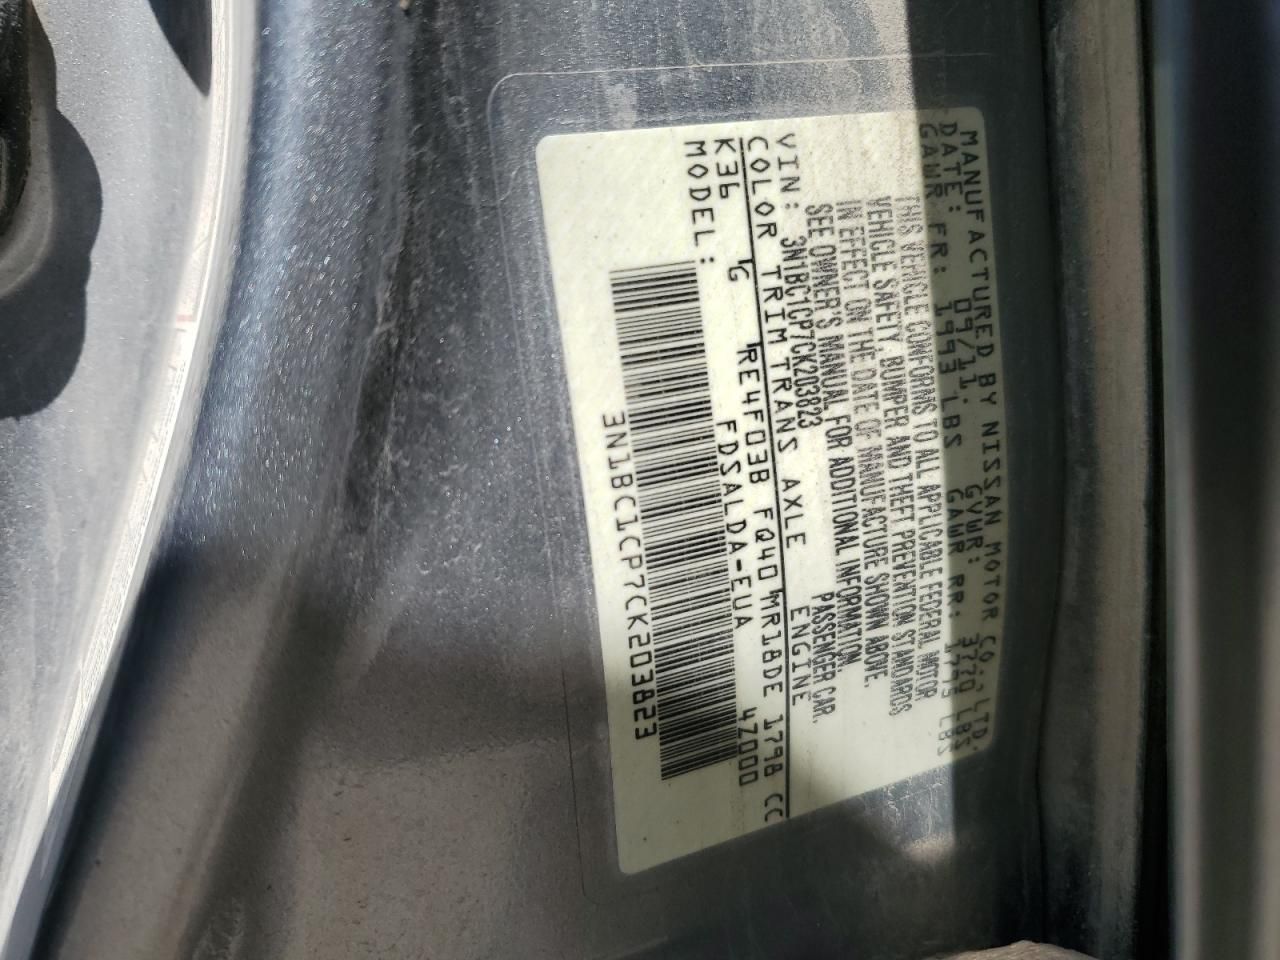 MANUFACTURED BY NISSAN MOTOR CO., LTD.
DATE: 09/11. GVWR: 3770 LBS
GAWR FR: 1993 LBS GAWR RR: 1775 LBS
THIS VEHICLE CONFORMS TO ALL APPLICABLE FEDERAL MOTOR
VEHICLE SAFETY, BUMPER AND THEFT PREVENTION STANDARDS
IN EFFECT ON THE DATE OF MANUFACTURE SHOWN ABOVE.
SEE OWNER'S MANUAL FOR ADDITIONAL INFORMATION.
VIN: 3N1BC1CP7CK203823 PASSENGER CAR.
COLOR TRIM TRANS AXLE ENGINE
K36 G RE4F03B FQ40 MR18DE 1798 CC
MODEL: FDSALDA-EUA 4Z000
3N1BC1CP7CK203823